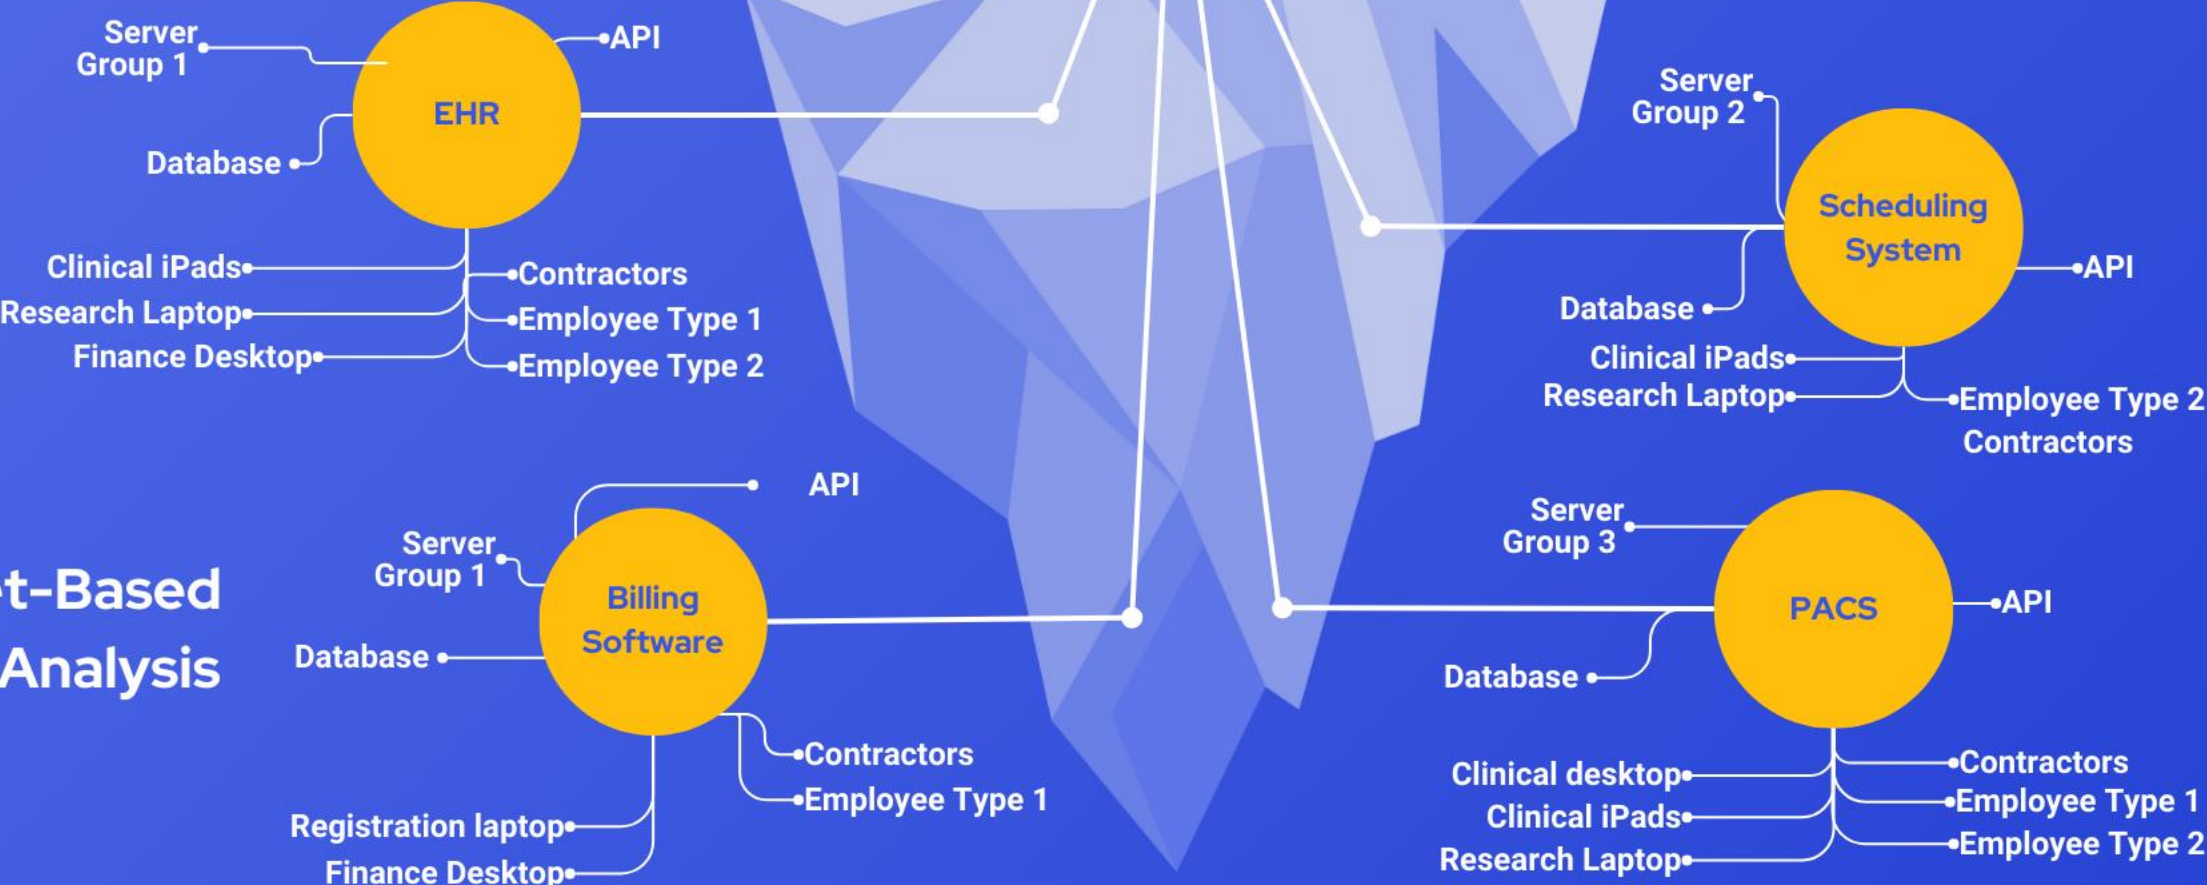 Server
Group 1
API
EHR
Database
Clinical iPads
Research Laptop
Finance Desktop
Contractors
Employee Type 1
Employee Type 2
Server
Group 2
Scheduling
System
API
Database
Clinical iPads
Research Laptop
Employee Type 2
Contractors
t-Based
Analysis
API
Server
Group 1
Billing
Software
Database
Contractors
Employee Type 1
Registration laptop
Finance Desktop
Server
Group 3
PACS
API
Database
Clinical desktop
Clinical iPads
Research Laptop
Contractors
Employee Type 1
Employee Type 2